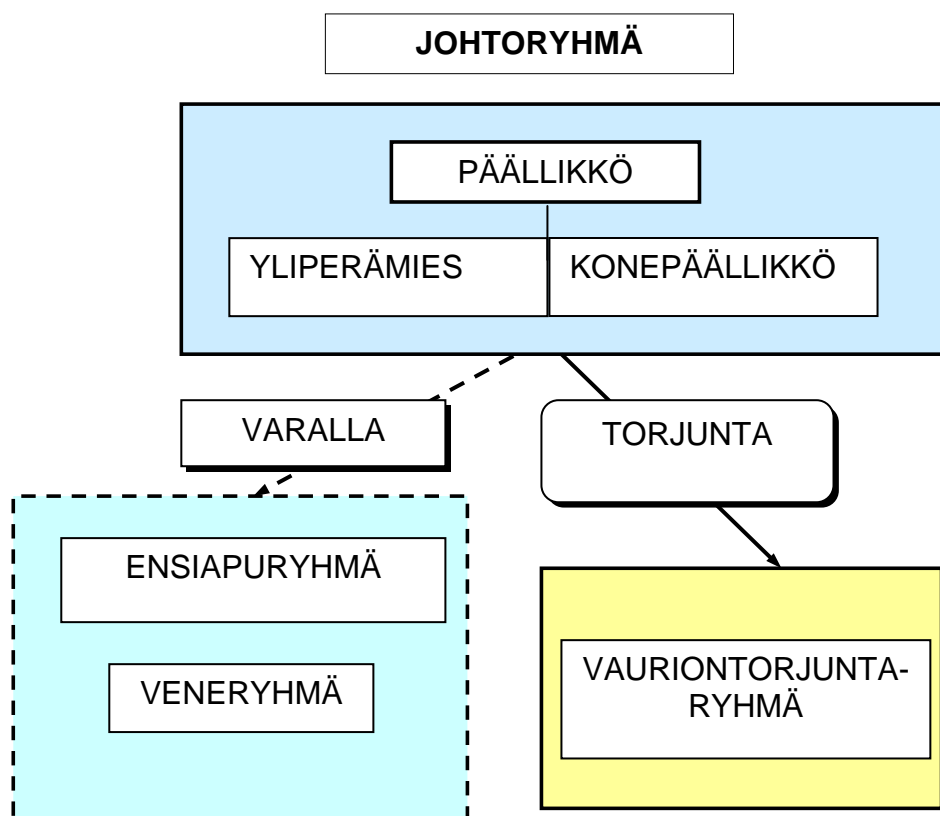 JOHTORYHMÄ
PÄÄLLIKKÖ
YLIPERÄMIES
KONEPÄÄLLIKKÖ
VARALLA
TORJUNTA
ENSIAPURYHMÄ
VENERYHMÄ
VAURIONTORJUNTA-
RYHMÄ